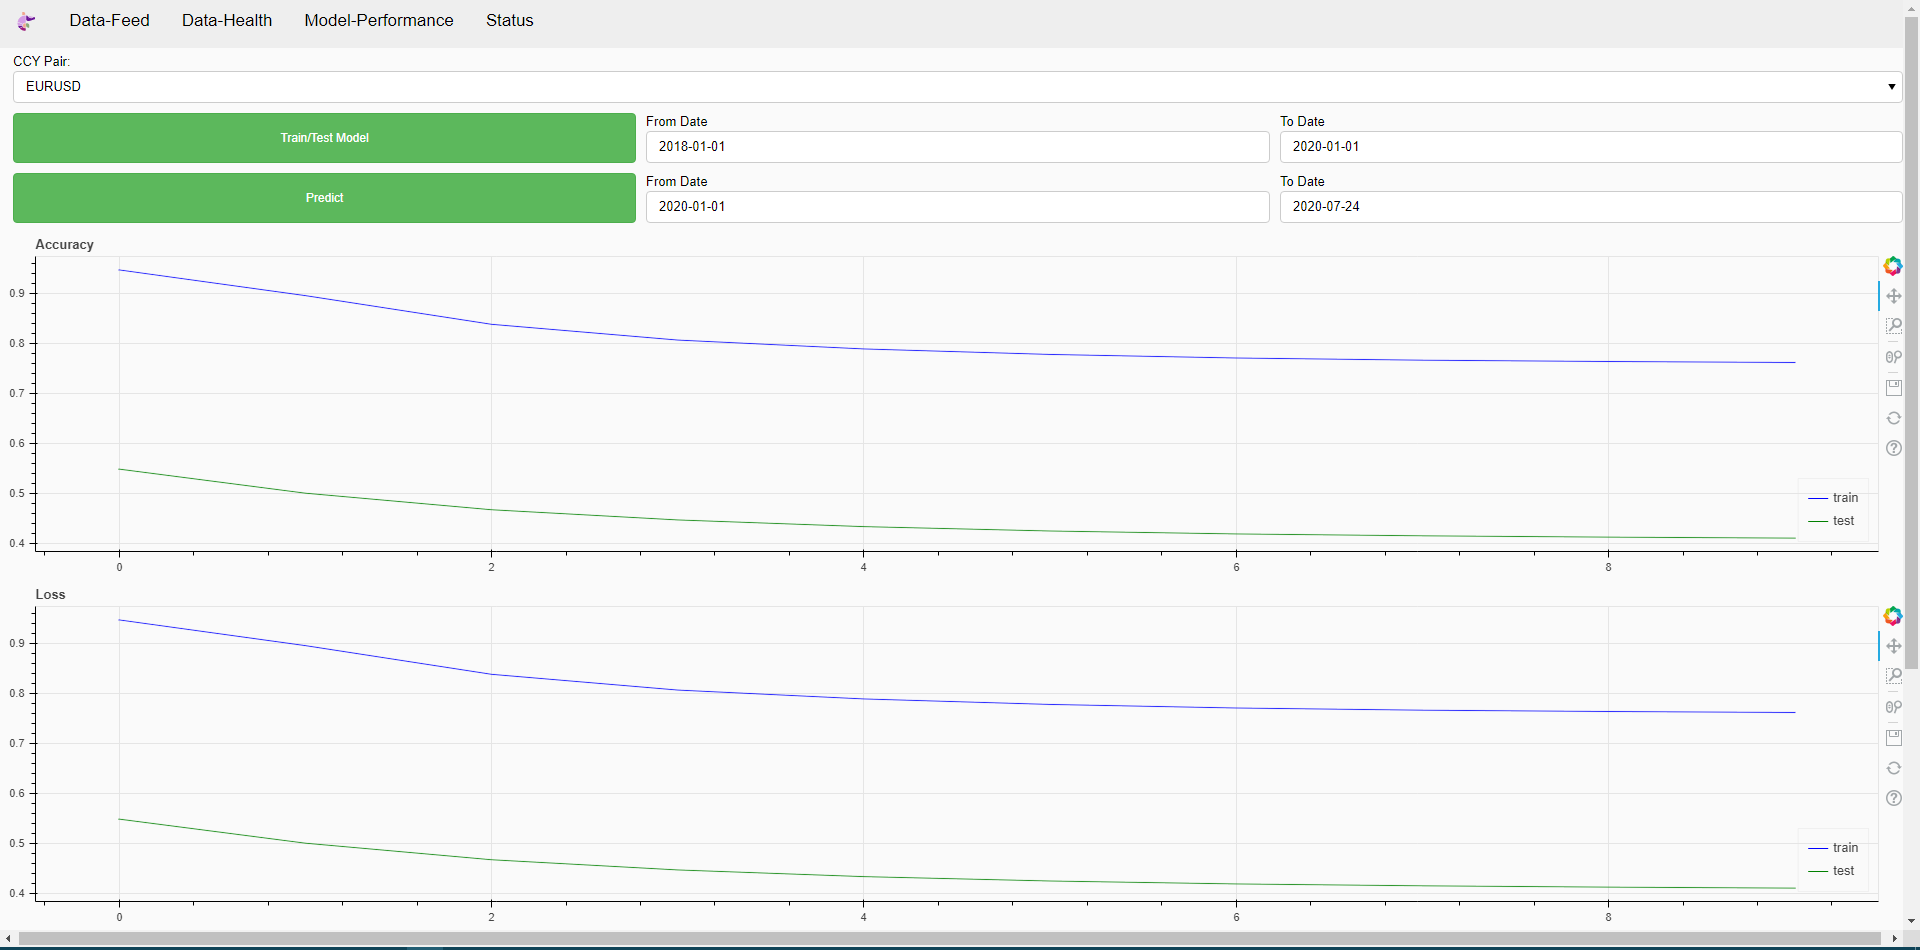 Data-Feed Data-Health Model-Performance Status
CCY Pair:
EURUSD
Train/Test Model
From Date
2018-01-01
To Date
2020-01-01
Predict
From Date
2020-01-01
To Date
2020-07-24
Accuracy
0.9
0.8
0.7
0.6
0.5
0.4
train
test
0 2 4 6 8
Loss
0.9
0.8
0.7
0.6
0.5
0.4
train
test
0 2 4 6 8